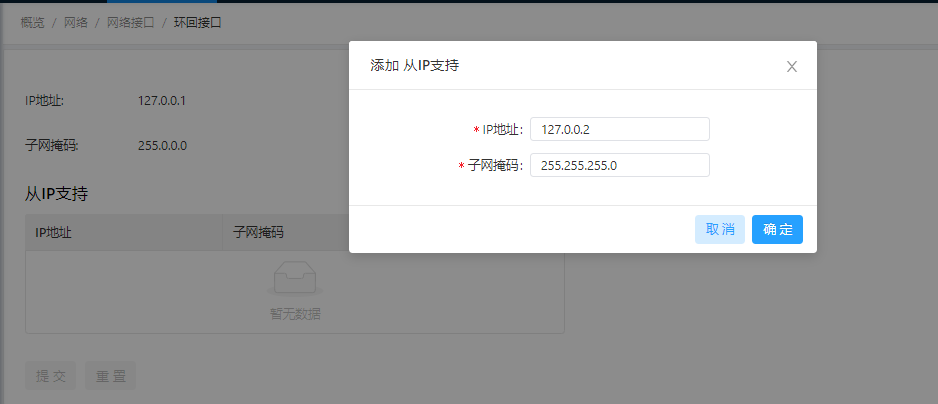 概览 / 网络 / 网络接口 / 环回接口
添加 从IP支持
IP地址: 127.0.0.1
* IP地址: 127.0.0.2
子网掩码: 255.0.0.0
* 子网掩码: 255.255.255.0
从IP支持
取消 确定
IP地址 子网掩码
暂无数据
提交 重置